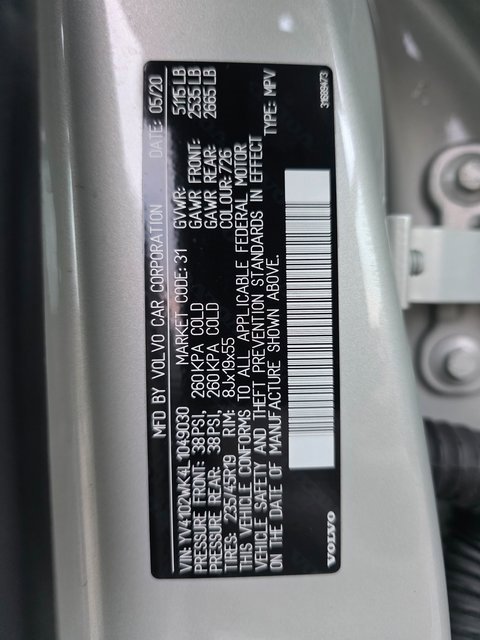 MFD BY VOLVO CAR CORPORATION DATE: 05/20
VIN: YV4102WK4L1049030 MARKET CODE: 31 GVWR: 5115 LB
PRESSURE FRONT: 38 PSI, 260 KPA COLD GAWR FRONT: 2535 LB
PRESSURE REAR: 38 PSI, 260 KPA COLD GAWR REAR: 2665 LB
TIRES: 235/45R19 RIM: 8Jx19x55 COLOUR: 726
THIS VEHICLE CONFORMS TO ALL APPLICABLE FEDERAL MOTOR
VEHICLE SAFETY AND THEFT PREVENTION STANDARDS IN EFFECT
ON THE DATE OF MANUFACTURE SHOWN ABOVE. TYPE: MPV
VOLVO 31689473